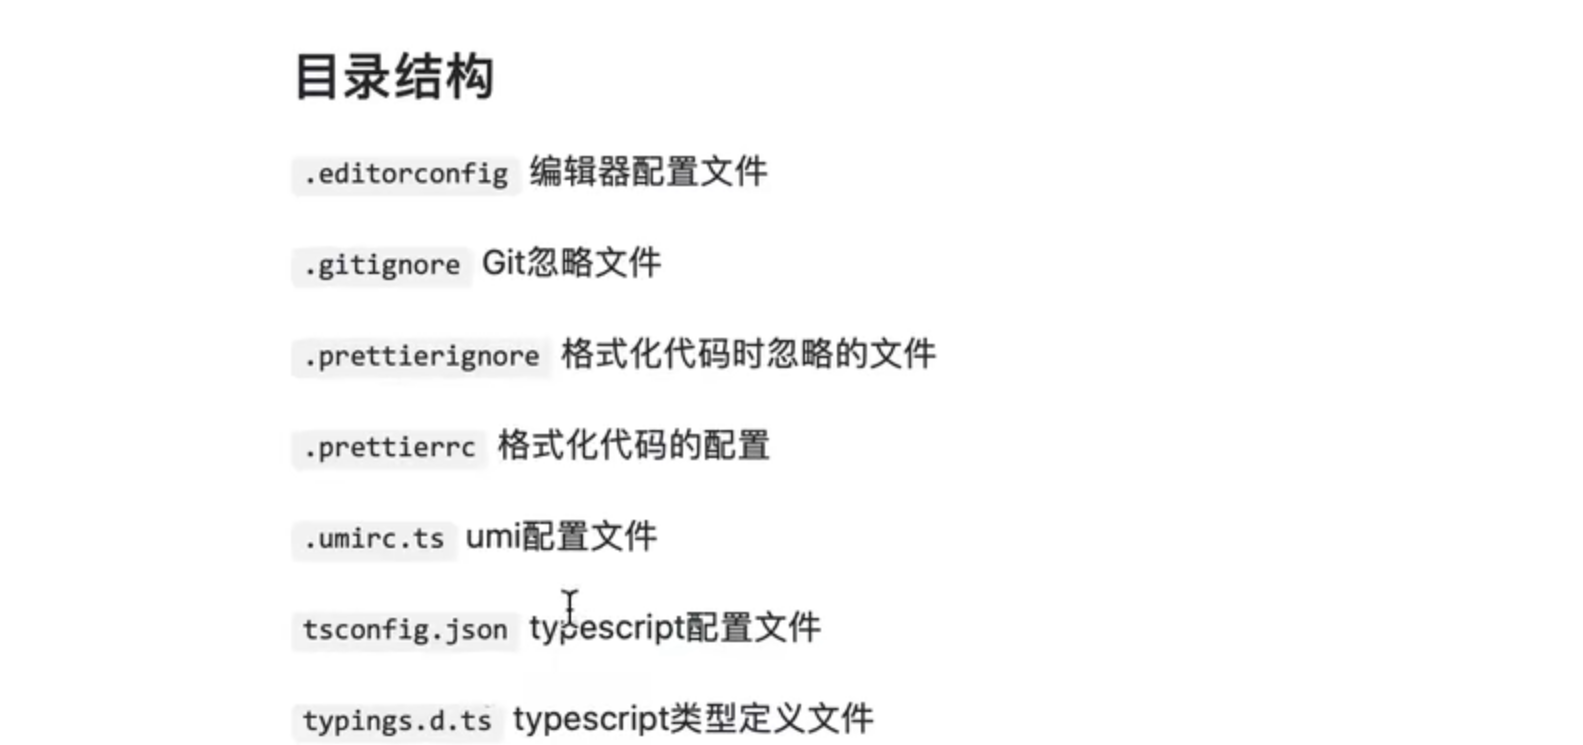 目录结构
.editorconfig 编辑器配置文件
.gitignore Git忽略文件
.prettierignore 格式化代码时忽略的文件
.prettierrc 格式化代码的配置
.umirc.ts umi配置文件
tsconfig.json typescript配置文件
typings.d.ts typescript类型定义文件